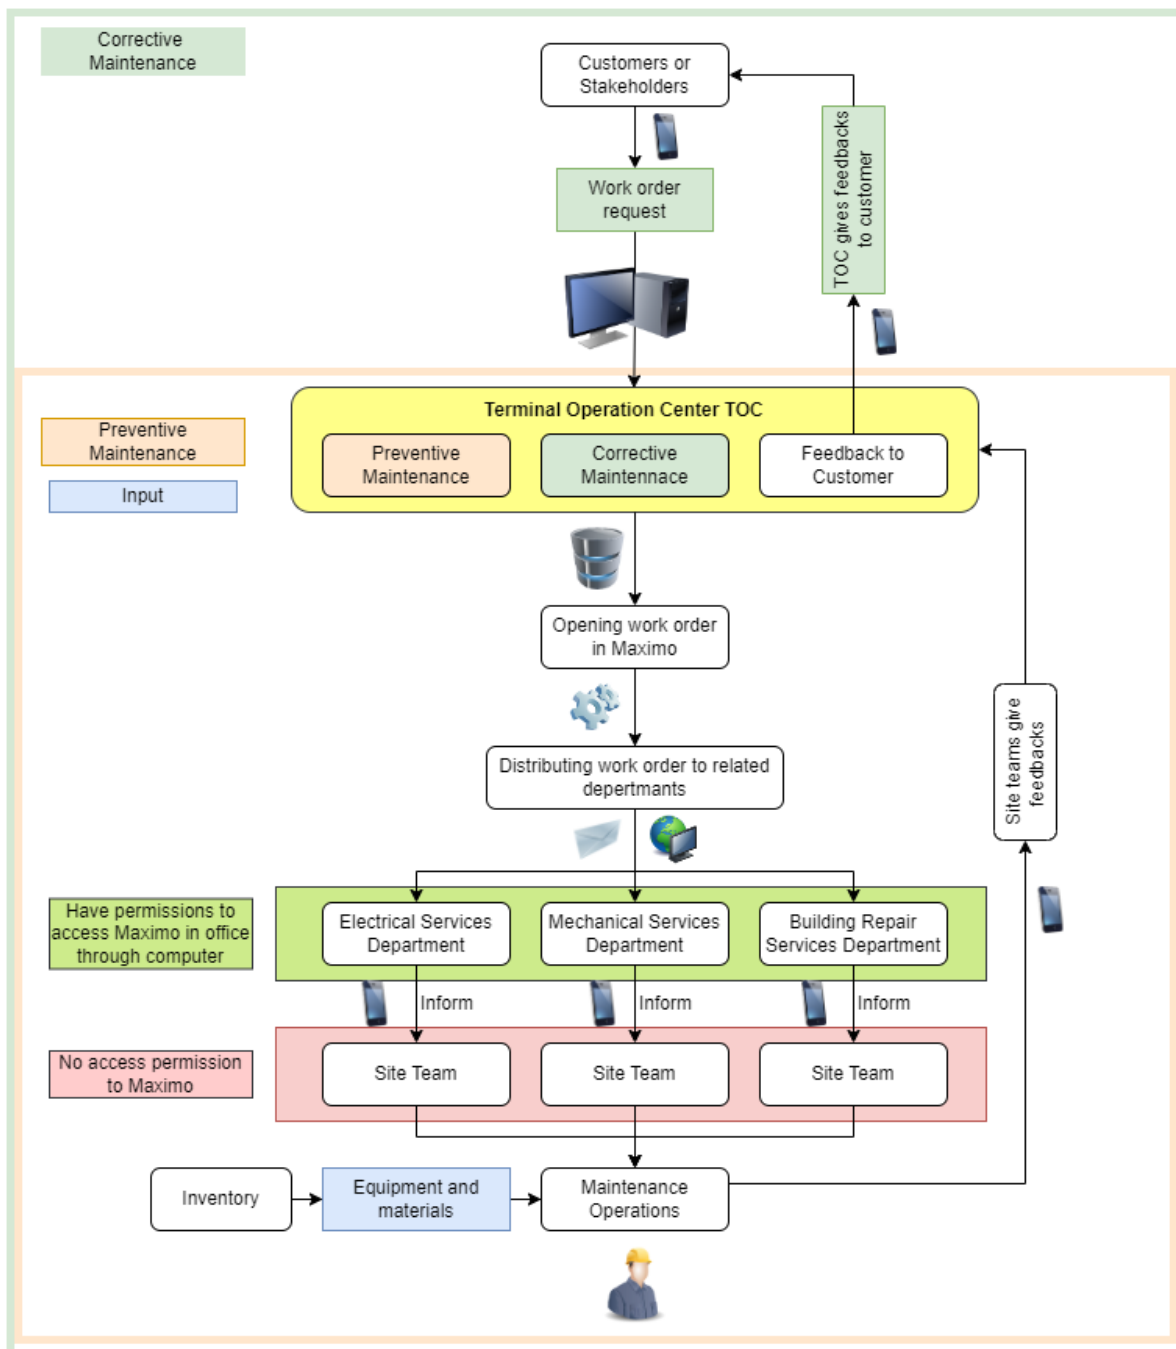 Corrective
Maintenance
Customers or
Stakeholders
Work order
request
TOC gives feedbacks
to customer
Terminal Operation Center TOC
Preventive
Maintenance
Corrective
Maintennace
Feedback to
Customer
Preventive
Maintenance
Input
Opening work order
in Maximo
Distributing work order to related
depertmants
Site teams give
feedbacks
Have permissions to
access Maximo in office
through computer
Electrical Services
Department
Mechanical Services
Department
Building Repair
Services Department
Inform
Inform
Inform
No access permission
to Maximo
Site Team
Site Team
Site Team
Inventory
Equipment and
materials
Maintenance
Operations